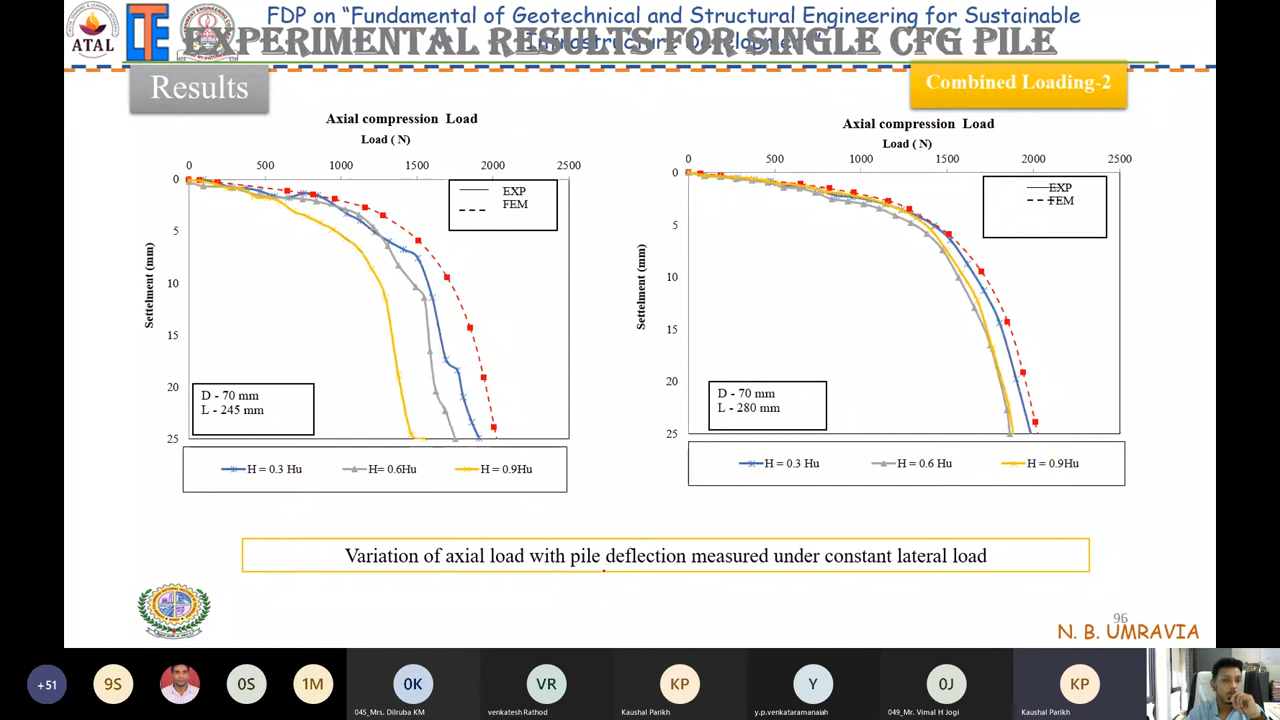 FDP on “Fundamental of Geotechnical and Structural Engineering for Sustainable
Infrastructure Development”
EXPERIMENTAL RESULTS FOR SINGLE CFG PILE
ATAL
Results
Combined Loading-2
Axial compression Load
Load ( N)
0 500 1000 1500 2000 2500
0
5
10
15
20
25
Settelment (mm)
EXP
FEM
D - 70 mm
L - 245 mm
H = 0.3 Hu H= 0.6Hu H = 0.9Hu
Axial compression Load
Load ( N)
0 500 1000 1500 2000 2500
0
5
10
15
20
25
Settelment (mm)
EXP
FEM
D - 70 mm
L - 280 mm
H = 0.3 Hu H = 0.6 Hu H = 0.9Hu
Variation of axial load with pile deflection measured under constant lateral load
96
N. B. UMRAVIA
+51 9S 0S 1M 0K VR KP Y 0J KP
045_Mrs. Dilruba KM venkatesh Rathod Kaushal Parikh y.p.venkataramanaiah 049_Mr. Vimal H Jogi Kaushal Parikh